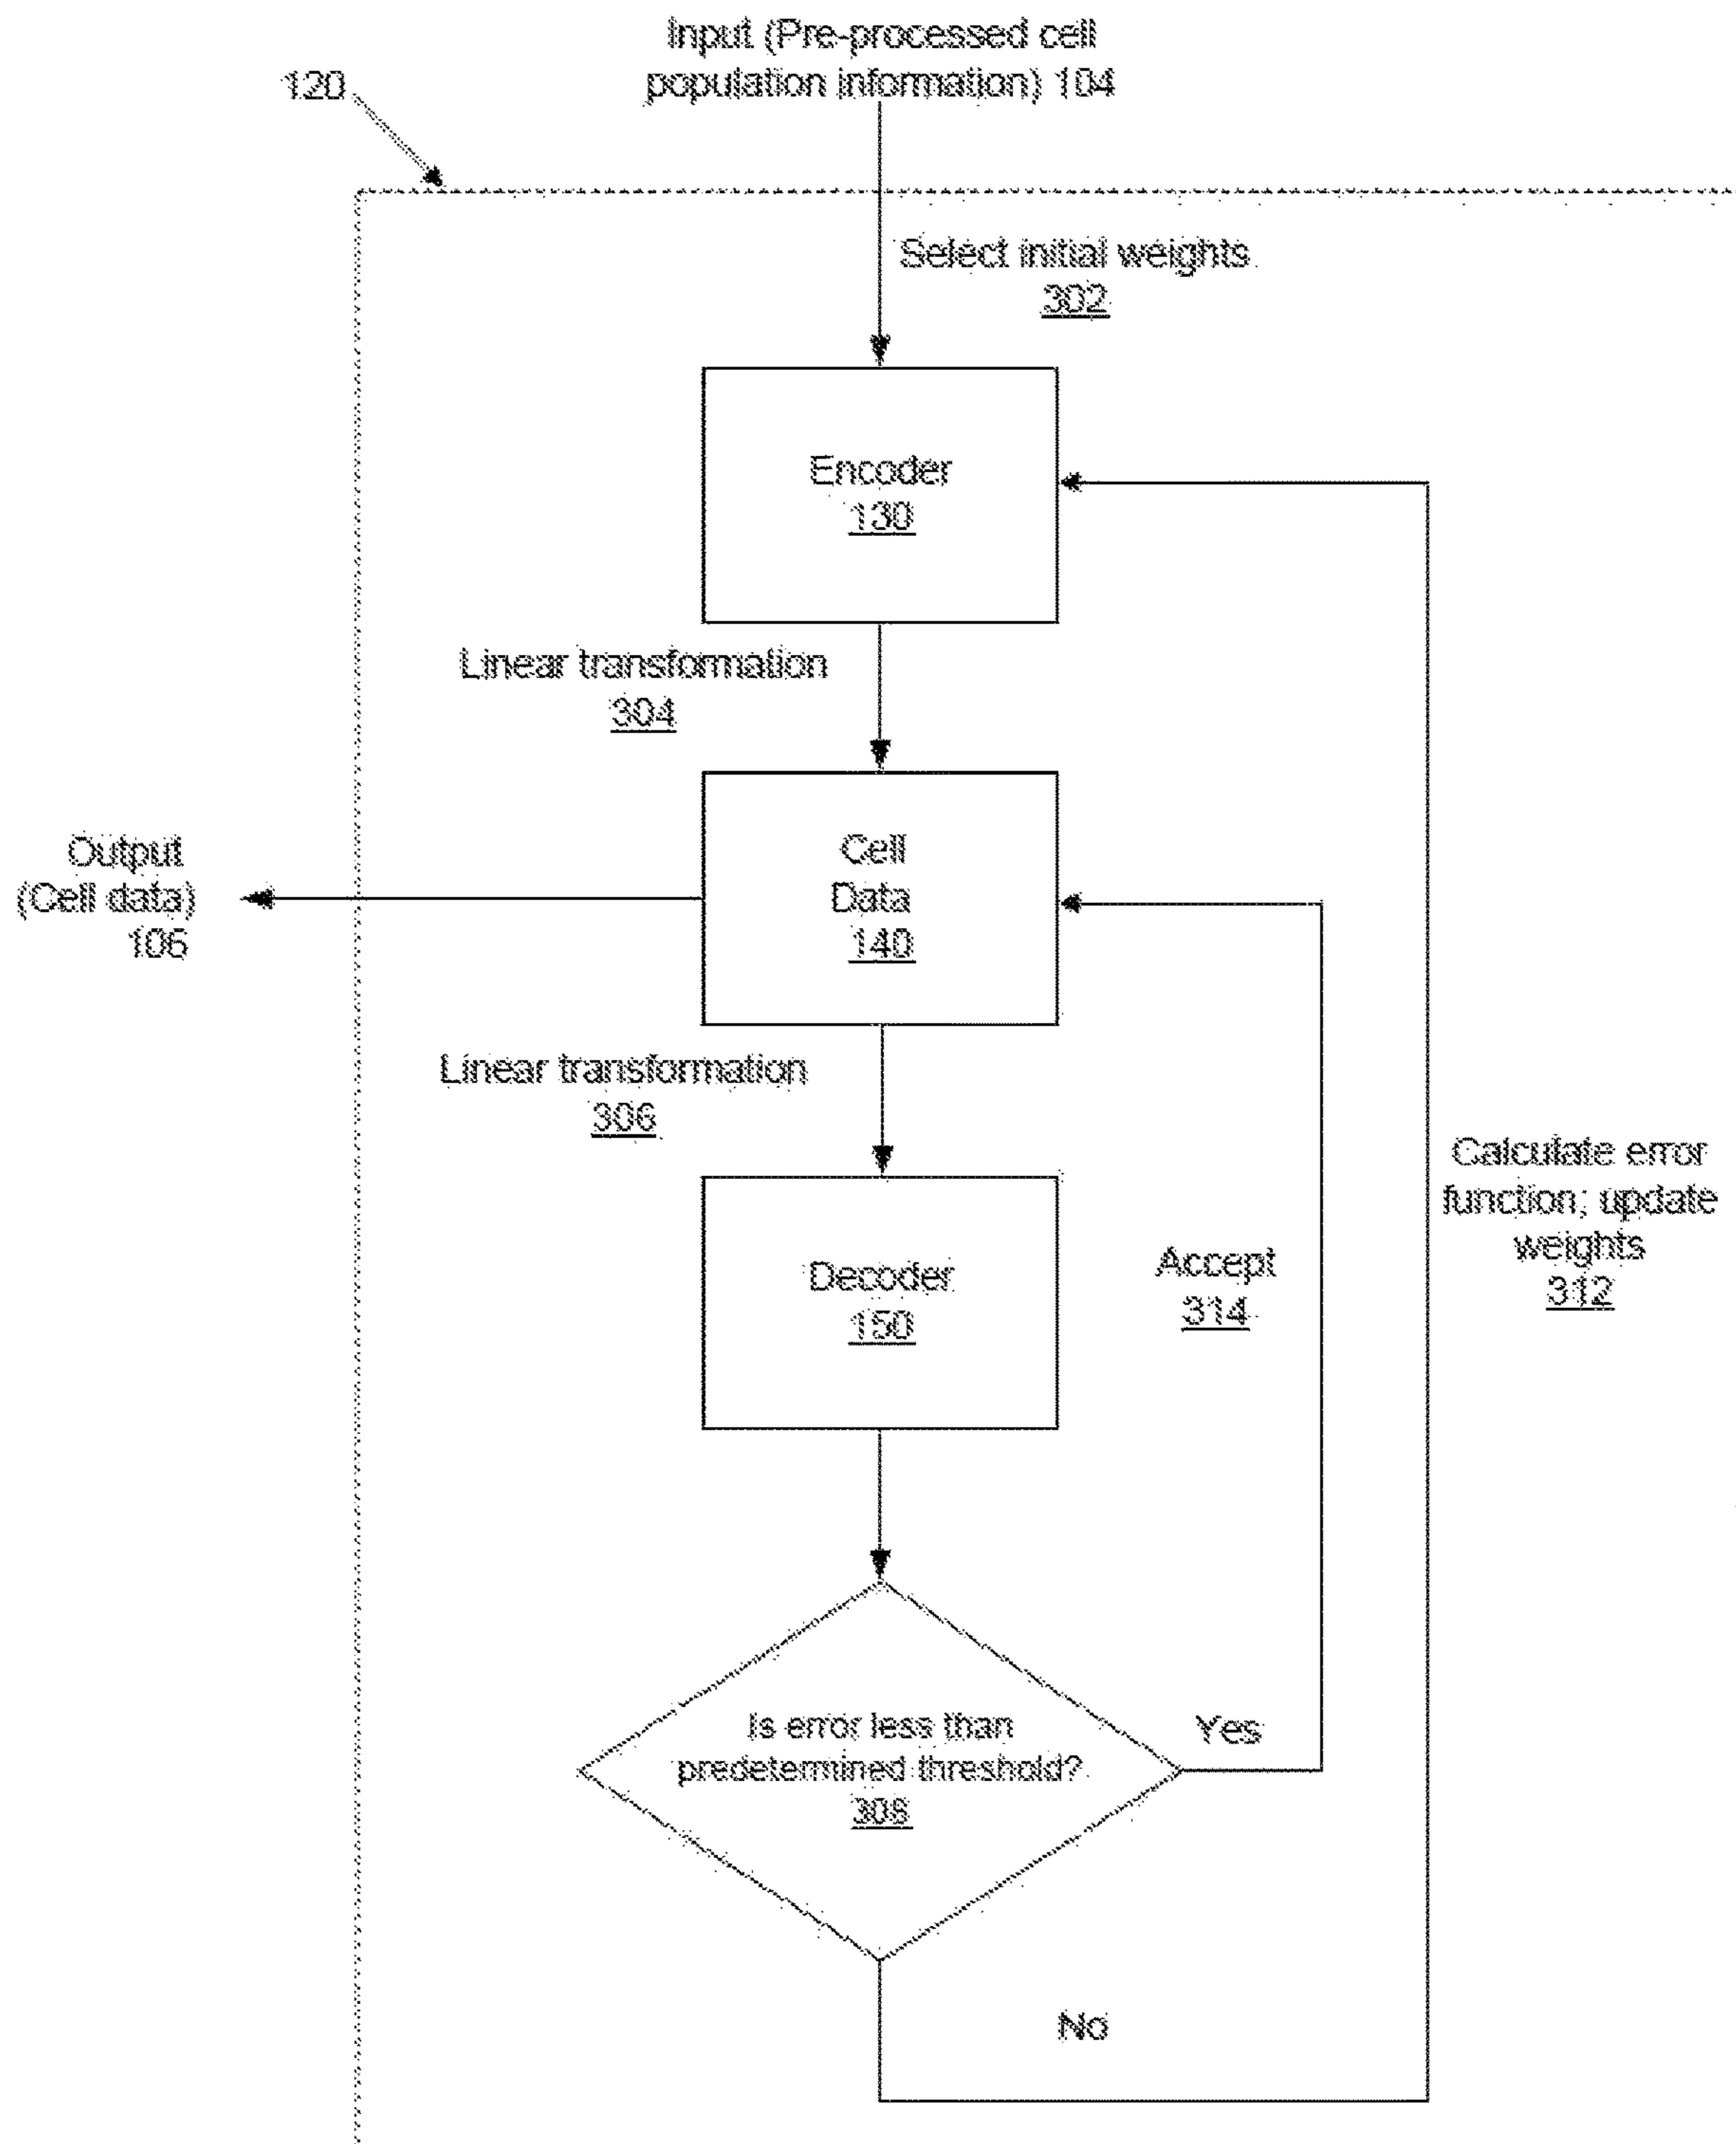 Input (Pre-processed cell
population information) 104
120
Select initial weights
302
Encoder
130
Linear transformation
304
Cell
Data
140
Output
(Cell data)
106
Linear transformation
306
Decoder
150
Accept
314
Calculate error
function; update
weights
312
Is error less than
predetermined threshold?
308
Yes
No